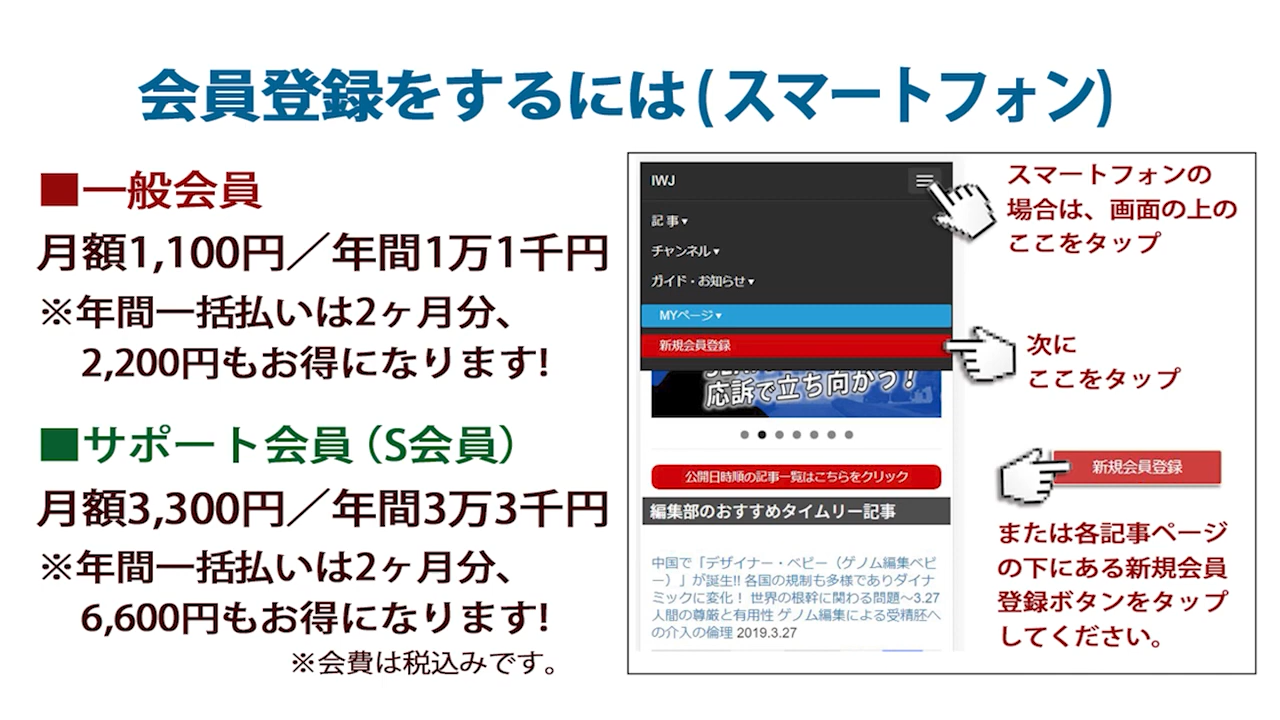 会員登録をするには(スマートフォン)
■一般会員
月額1,100円／年間1万1千円
※年間一括払いは2ヶ月分、
2,200円もお得になります!
■サポート会員（S会員）
月額3,300円／年間3万3千円
※年間一括払いは2ヶ月分、
6,600円もお得になります!
※会費は税込みです。
IWJ
記事▾
チャンネル▾
ガイド・お知らせ▾
MYページ▾
新規会員登録
応訴で立ち向かう！
公開日時順の記事一覧はこちらをクリック
編集部のおすすめタイムリー記事
中国で「デザイナー・ベビー（ゲノム編集ベビ
ー）」が誕生!! 各国の規制も多様でありダイナ
ミックに変化！ 世界の根幹に関わる問題〜3.27
人間の尊厳と有用性 ゲノム編集による受精胚へ
の介入の倫理 2019.3.27
スマートフォンの
場合は、画面の上の
ここをタップ
次に
ここをタップ
新規会員登録
または各記事ページ
の下にある新規会員
登録ボタンをタップ
してください。